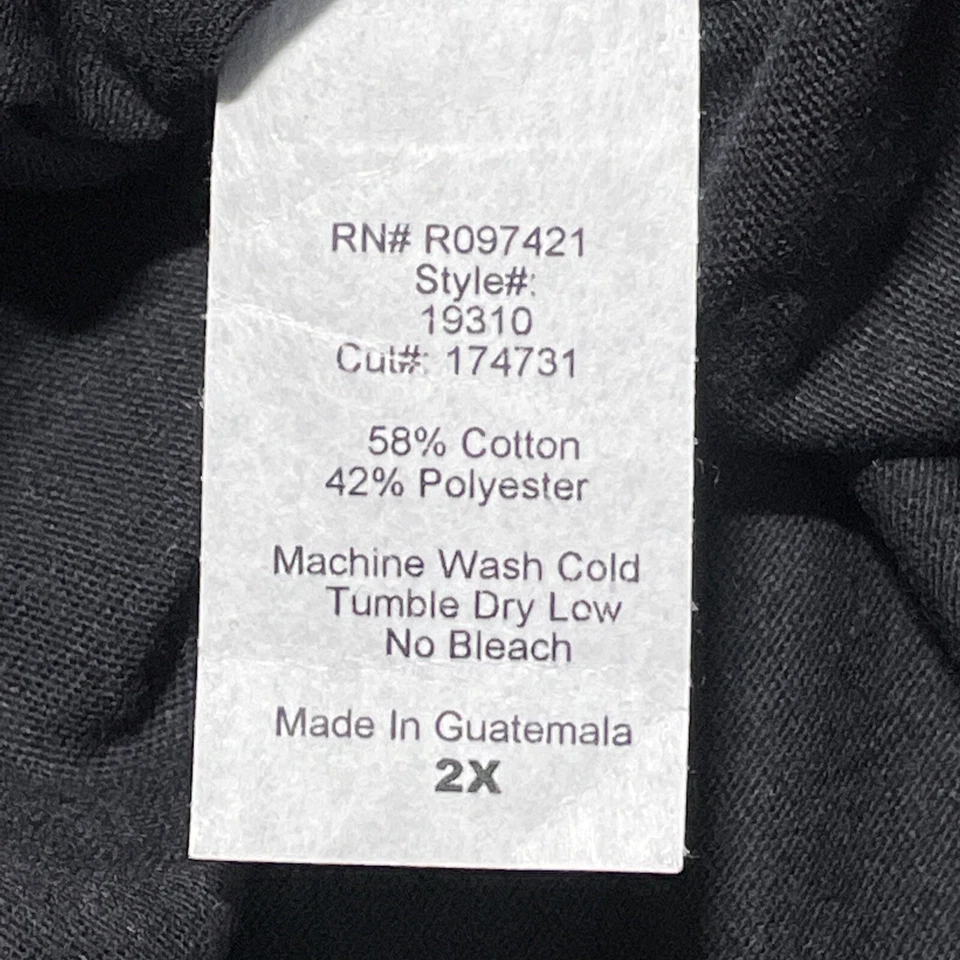 RN# R097421
Style#:
19310
Cut#: 174731
58% Cotton
42% Polyester
Machine Wash Cold
Tumble Dry Low
No Bleach
Made In Guatemala
2X